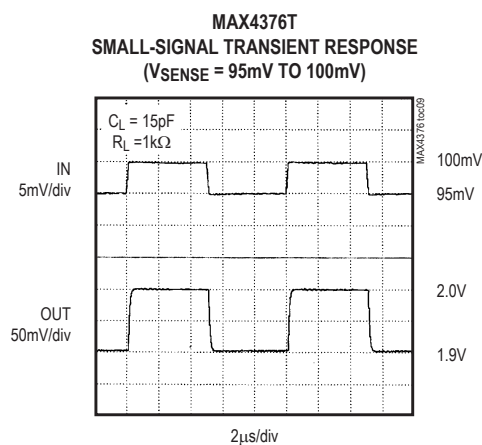 MAX4376T
SMALL-SIGNAL TRANSIENT RESPONSE
(VSENSE = 95mV TO 100mV)
MAX4376 toc09
CL = 15pF
RL =1kΩ
IN
5mV/div
100mV
95mV
OUT
50mV/div
2.0V
1.9V
2μs/div